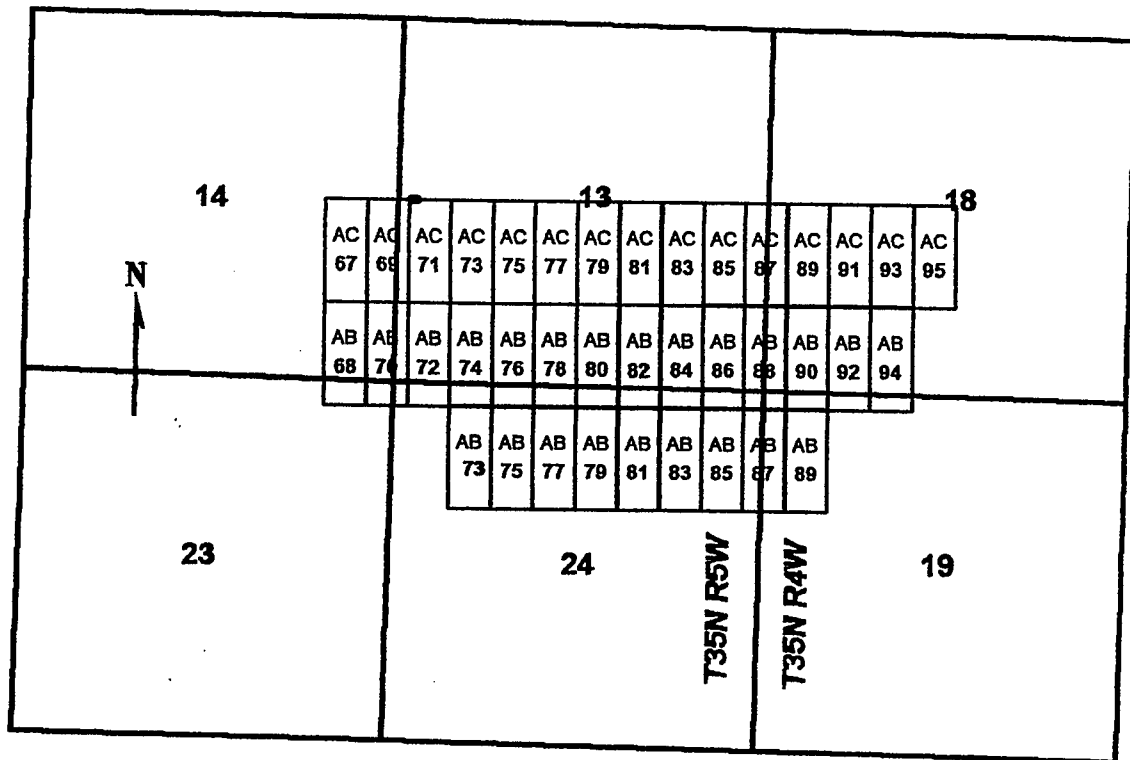 14 13 18
AC AC AC AC AC AC AC AC AC AC AC AC AC AC AC
67 69 71 73 75 77 79 81 83 85 87 89 91 93 95
N
AB AB AB AB AB AB AB AB AB AB AB AB AB AB
68 70 72 74 76 78 80 82 84 86 88 90 92 94
AB AB AB AB AB AB AB AB AB
73 75 77 79 81 83 85 87 89
23 24 19
T35N R5W
T35N R4W